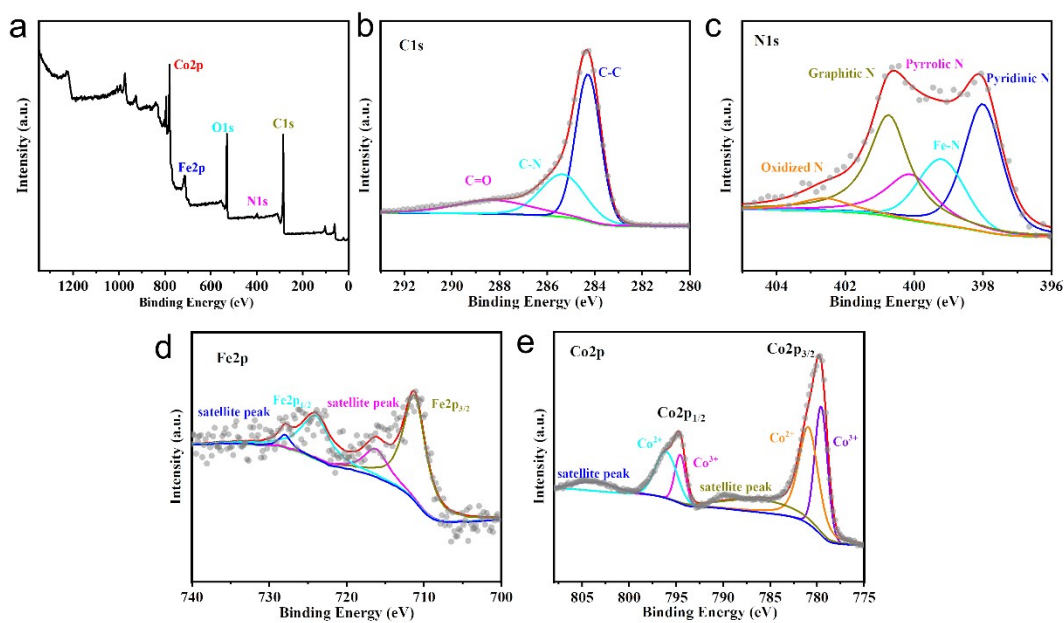 a
Co2p
O1s
C1s
Fe2p
N1s
Intensity (a.u.)
1200 1000 800 600 400 200 0
Binding Energy (eV)
b
C1s
C-C
C-N
C=O
Intensity (a.u.)
292 290 288 286 284 282 280
Binding Energy (eV)
c
N1s
Graphitic N
Pyrrolic N
Pyridinic N
Fe-N
Oxidized N
Intensity (a.u.)
404 402 400 398 396
Binding Energy (eV)
d
Fe2p
Fe2p1/2
satellite peak
satellite peak
Fe2p3/2
Intensity (a.u.)
740 730 720 710 700
Binding Energy (eV)
e
Co2p
Co2p3/2
Co2p1/2
Co2+
Co3+
Co2+
Co3+
satellite peak
satellite peak
Intensity (a.u.)
805 800 795 790 785 780 775
Binding Energy (eV)